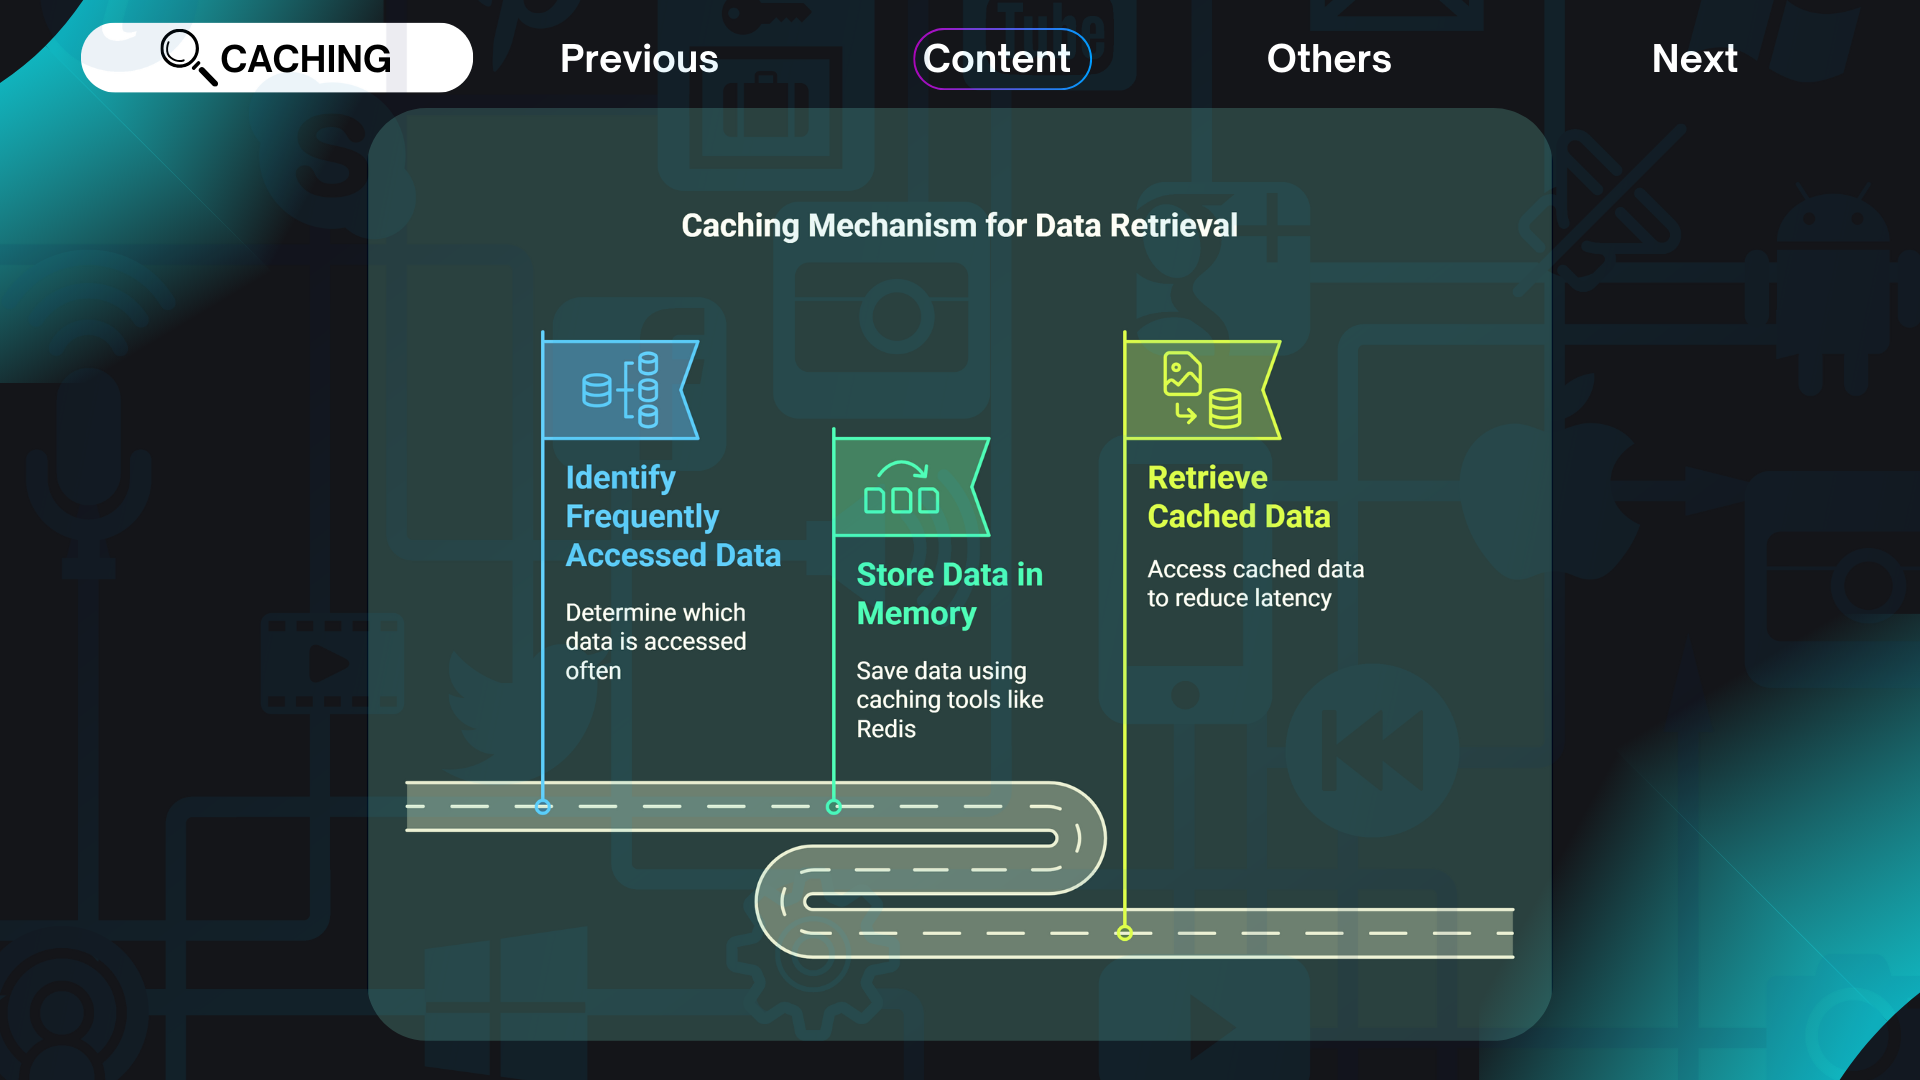 CACHING
Previous
Content
Others
Next
Caching Mechanism for Data Retrieval
Identify
Frequently
Accessed Data
Determine which
data is accessed
often
Store Data in
Memory
Save data using
caching tools like
Redis
Retrieve
Cached Data
Access cached data
to reduce latency